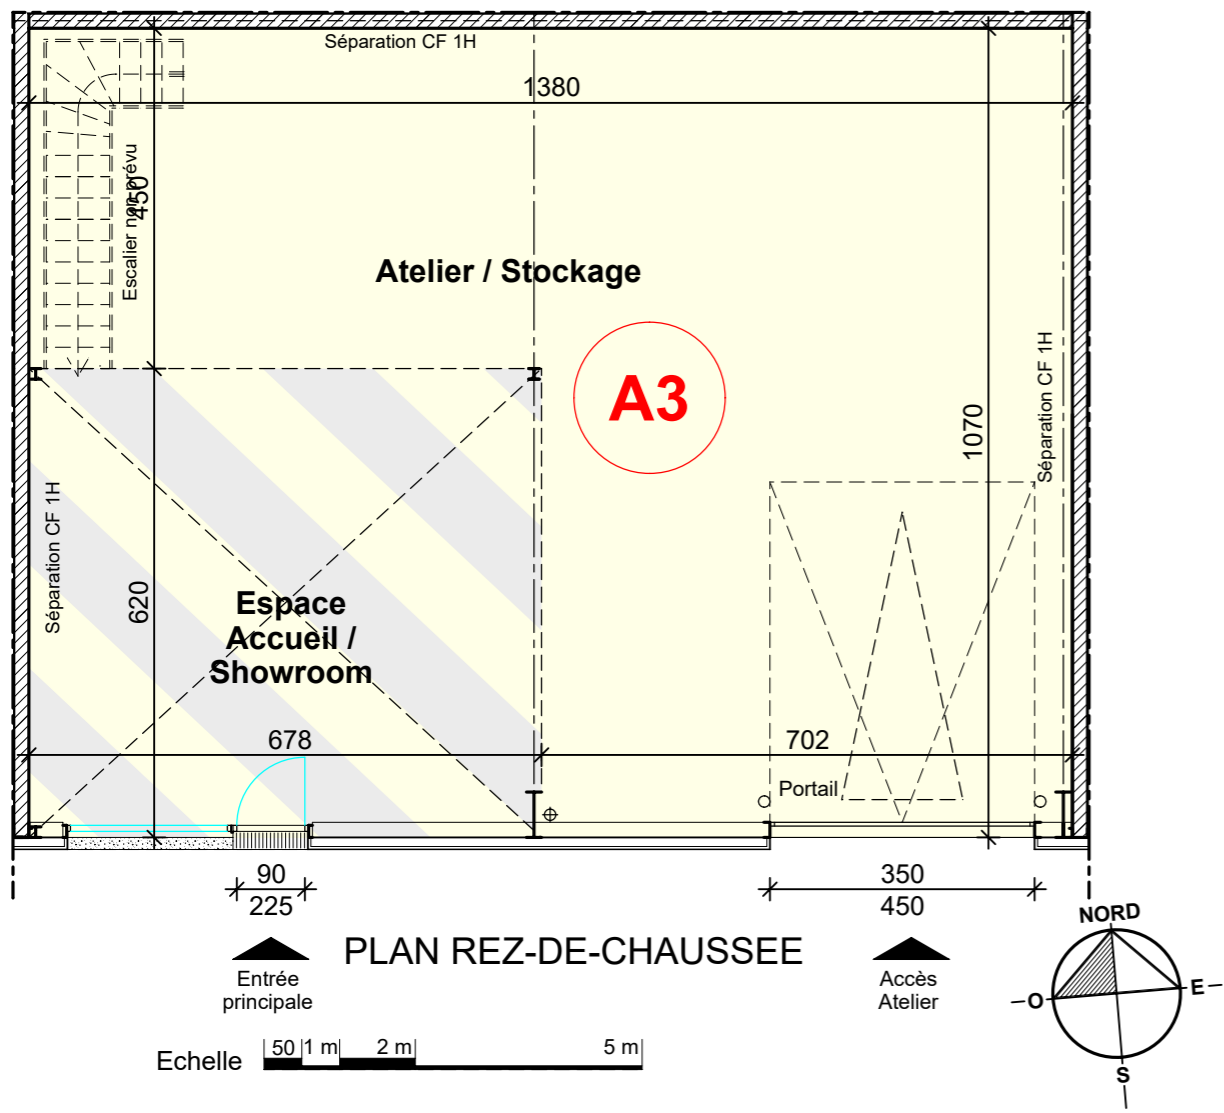 Séparation CF 1H
1380
Escalier non prévu
450
Atelier / Stockage
A3
Séparation CF 1H
1070
Séparation CF 1H
620
Espace
Accueil /
Showroom
678
702
Portail
90
225
350
450
PLAN REZ-DE-CHAUSSEE
Entrée
principale
Accès
Atelier
NORD
O
E
S
Echelle
50
1 m
2 m
5 m